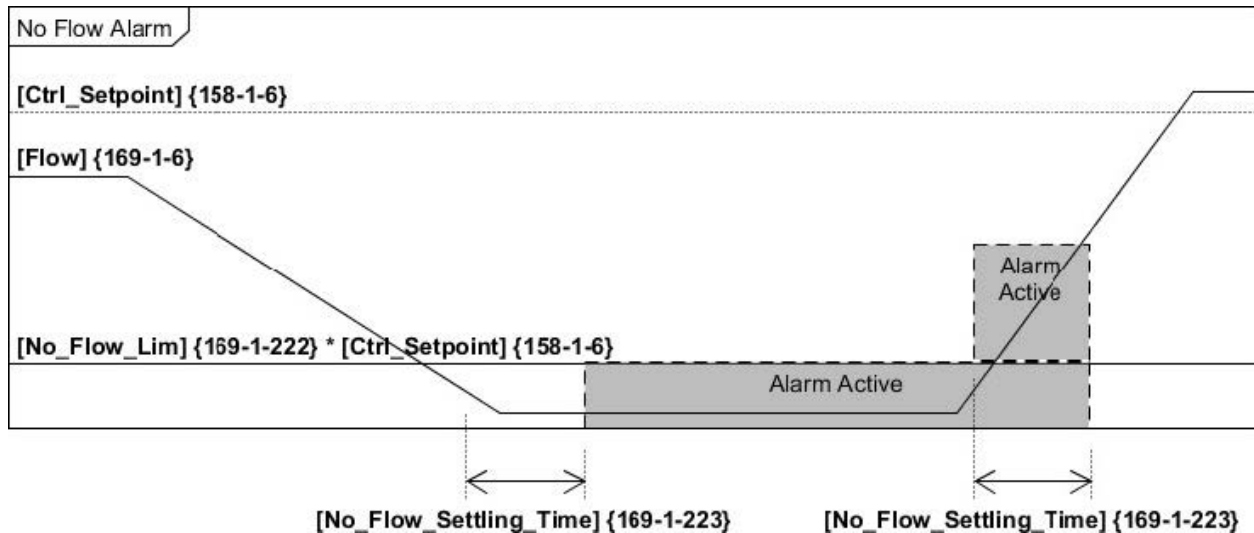 No Flow Alarm
[Ctrl_Setpoint] {158-1-6}
[Flow] {169-1-6}
Alarm
Active
[No_Flow_Lim] {169-1-222} * [Ctrl_Setpoint] {158-1-6}
Alarm Active
[No_Flow_Settling_Time] {169-1-223} [No_Flow_Settling_Time] {169-1-223}